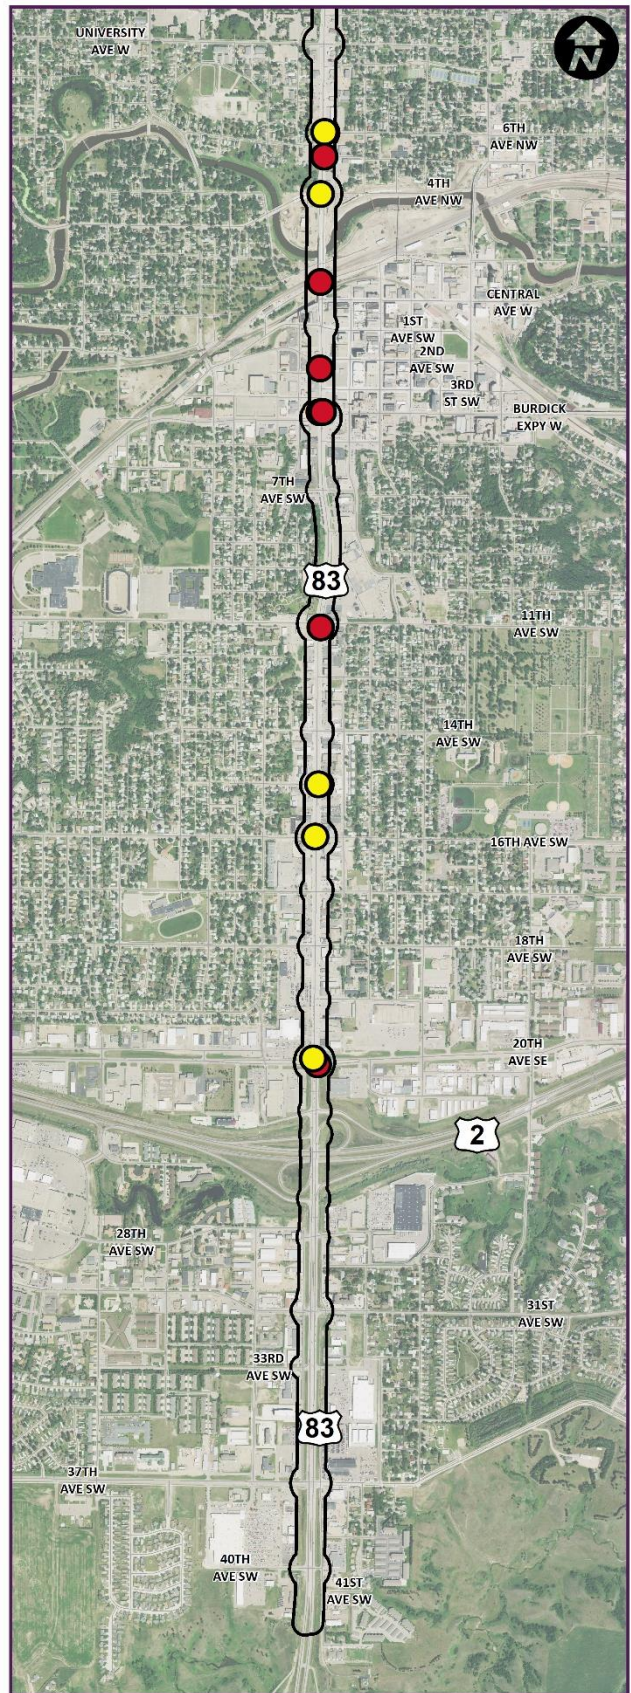 UNIVERSITY
AVE W
N
6TH
AVE NW
4TH
AVE NW
CENTRAL
AVE W
1ST
AVE SW
2ND
AVE SW
3RD
ST SW
BURDICK
EXPY W
7TH
AVE SW
83
11TH
AVE SW
14TH
AVE SW
16TH AVE SW
18TH
AVE SW
20TH
AVE SE
2
28TH
AVE SW
31ST
AVE SW
33RD
AVE SW
83
37TH
AVE SW
40TH
AVE SW
41ST
AVE SW